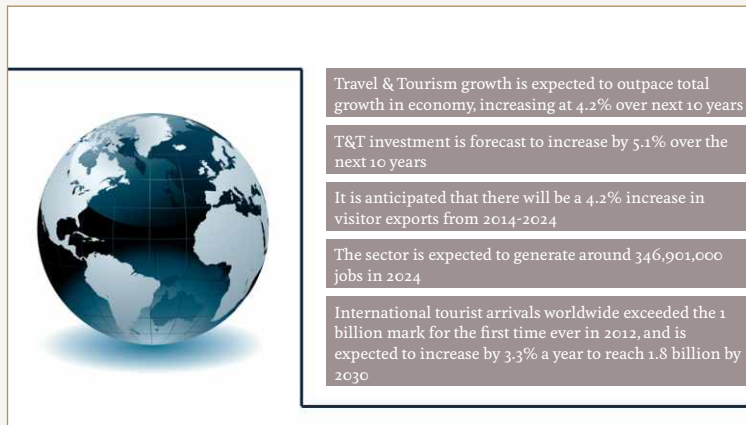 Travel & Tourism growth is expected to outpace total
growth in economy, increasing at 4.2% over next 10 years
T&T investment is forecast to increase by 5.1% over the
next 10 years
It is anticipated that there will be a 4.2% increase in
visitor exports from 2014-2024
The sector is expected to generate around 346,901,000
jobs in 2024
International tourist arrivals worldwide exceeded the 1
billion mark for the first time ever in 2012, and is
expected to increase by 3.3% a year to reach 1.8 billion by
2030